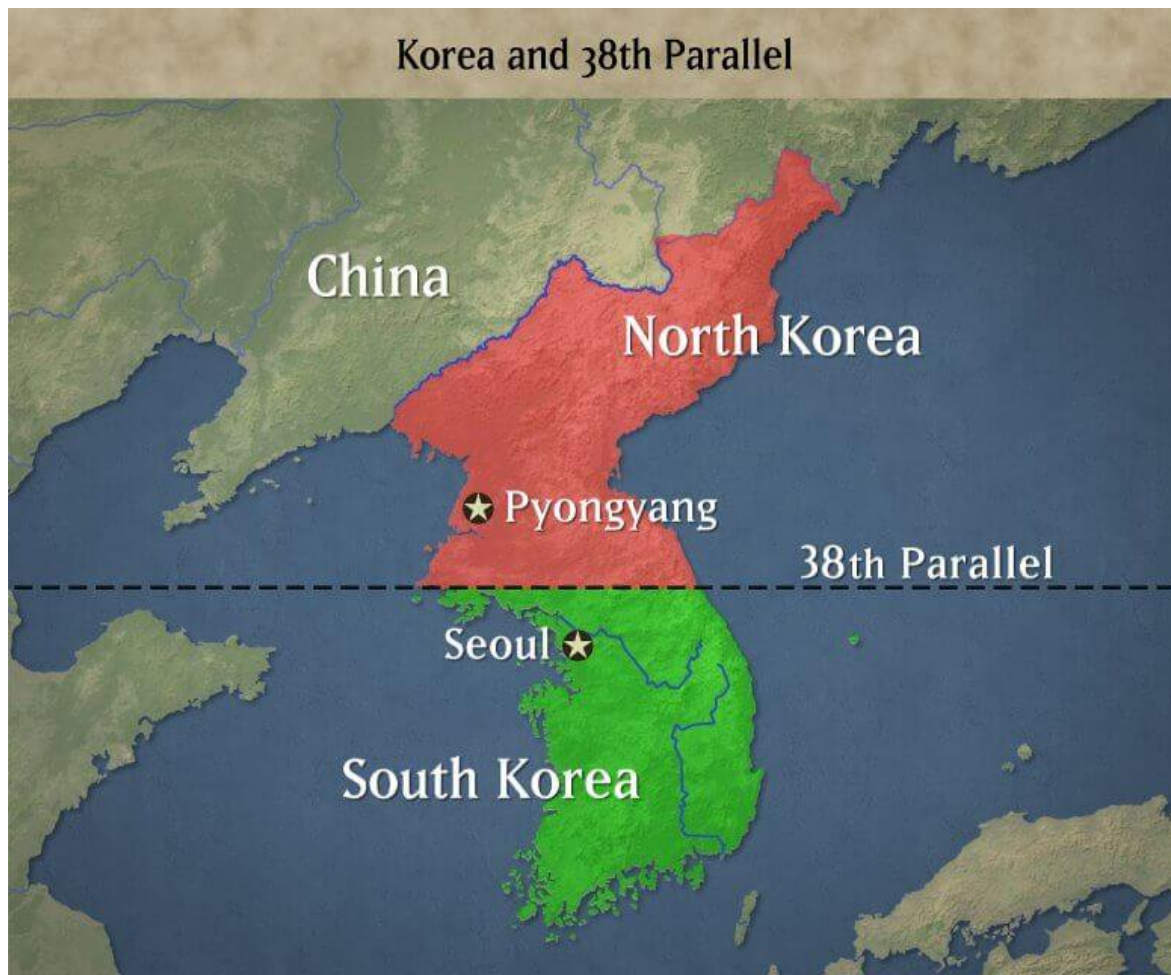 Korea and 38th Parallel
China
North Korea
Pyongyang
38th Parallel
Seoul
South Korea